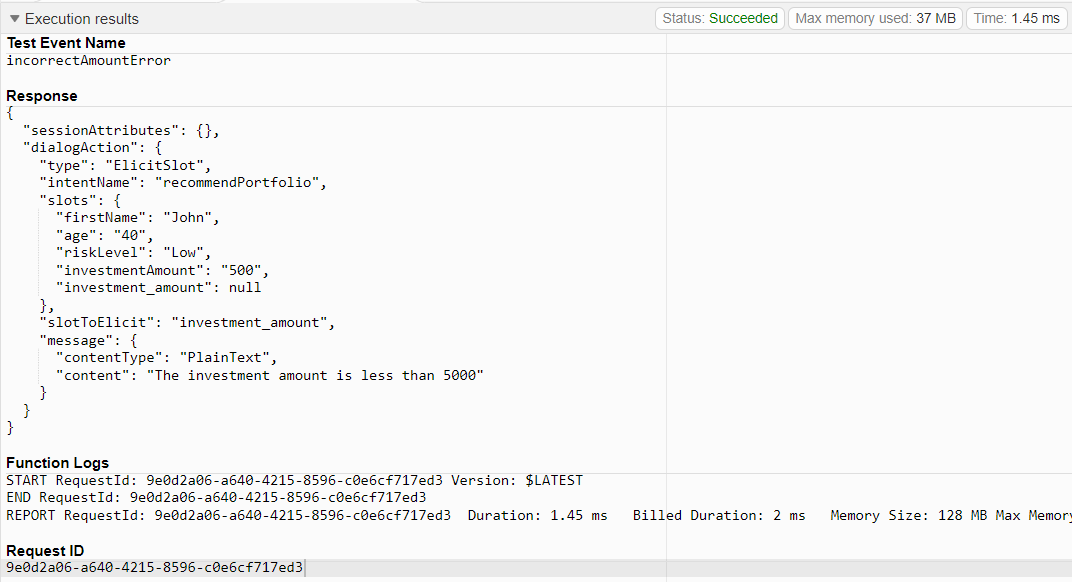 Execution results
Status: Succeeded
Max memory used: 37 MB
Time: 1.45 ms
Test Event Name
incorrectAmountError
Response
{
  "sessionAttributes": {},
  "dialogAction": {
    "type": "ElicitSlot",
    "intentName": "recommendPortfolio",
    "slots": {
      "firstName": "John",
      "age": "40",
      "riskLevel": "Low",
      "investmentAmount": "500",
      "investment_amount": null
    },
    "slotToElicit": "investment_amount",
    "message": {
      "contentType": "PlainText",
      "content": "The investment amount is less than 5000"
    }
  }
}
Function Logs
START RequestId: 9e0d2a06-a640-4215-8596-c0e6cf717ed3 Version: $LATEST
END RequestId: 9e0d2a06-a640-4215-8596-c0e6cf717ed3
REPORT RequestId: 9e0d2a06-a640-4215-8596-c0e6cf717ed3  Duration: 1.45 ms   Billed Duration: 2 ms   Memory Size: 128 MB Max Memory
Request ID
9e0d2a06-a640-4215-8596-c0e6cf717ed3